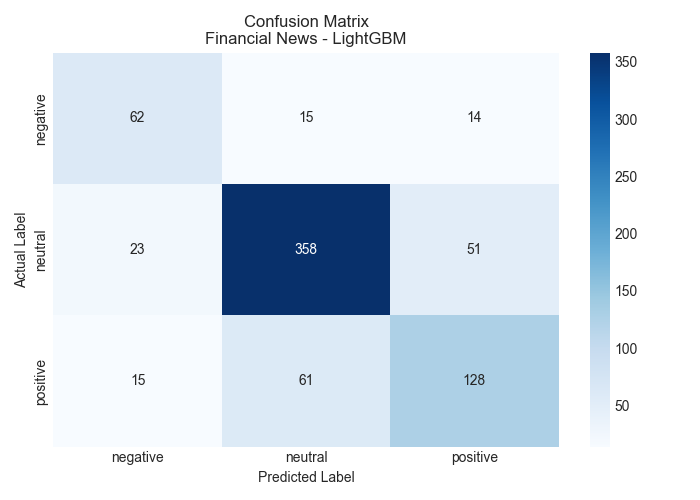 Confusion Matrix
Financial News - LightGBM
Actual Label
negative
62 15 14
neutral
23 358 51
positive
15 61 128
negative neutral positive
Predicted Label
350
300
250
200
150
100
50